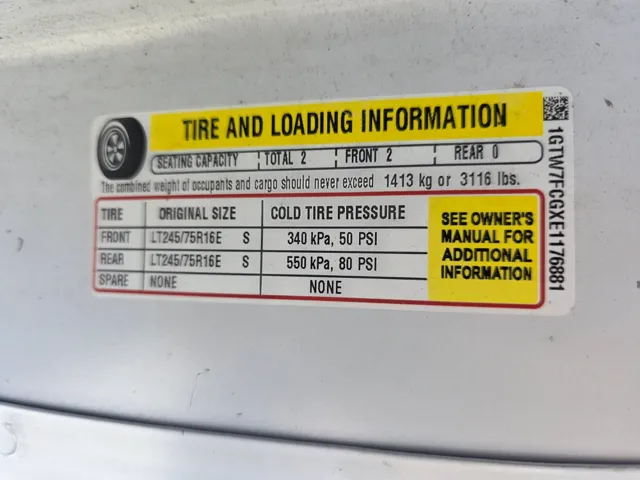 TIRE AND LOADING INFORMATION
SEATING CAPACITY TOTAL 2 FRONT 2 REAR 0
The combined weight of occupants and cargo should never exceed 1413 kg or 3116 lbs.
TIRE ORIGINAL SIZE COLD TIRE PRESSURE
FRONT LT245/75R16E S 340 kPa, 50 PSI
REAR LT245/75R16E S 550 kPa, 80 PSI
SPARE NONE NONE
SEE OWNER'S
MANUAL FOR
ADDITIONAL
INFORMATION
1GTW7FCGXE1176881